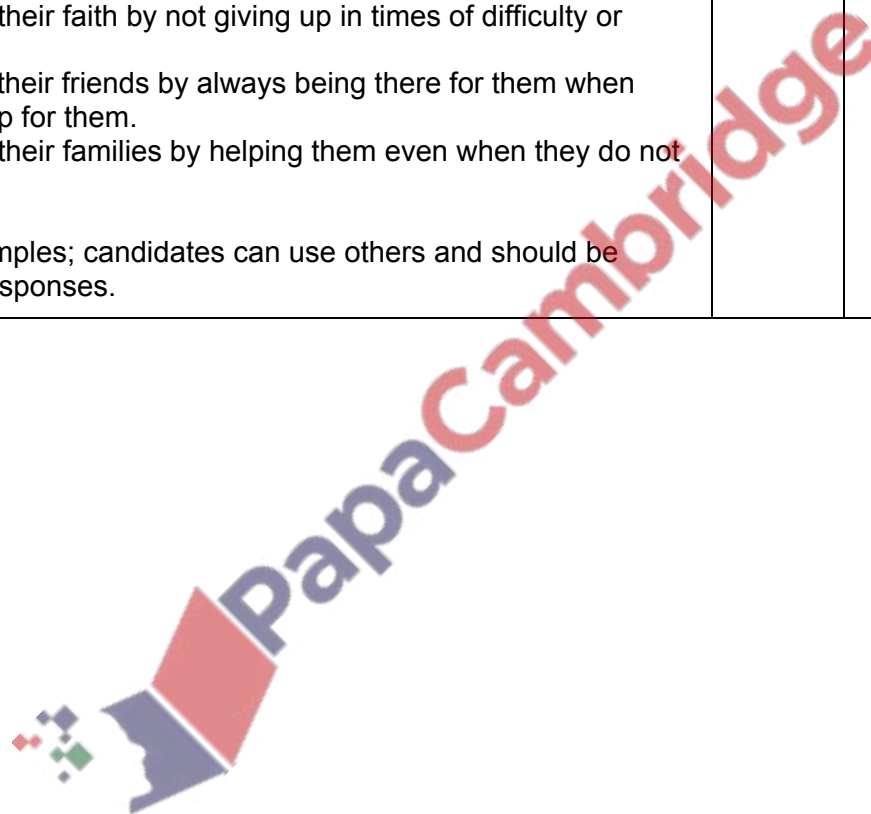 their faith by not giving up in times of difficulty or
their friends by always being there for them when
p for them.
their families by helping them even when they do not
mples; candidates can use others and should be
sponses.
PapaCambridge